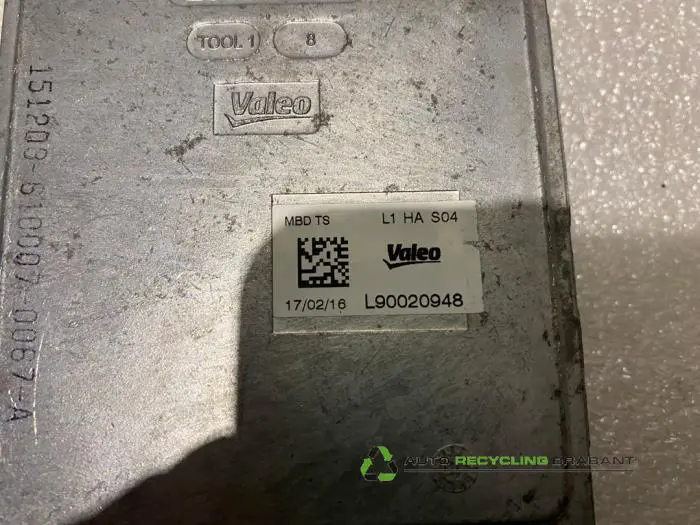 TOOL 1 8
Valeo
151209-610007-0067-A
MBD TS L1 HA S04
Valeo
17/02/16 L90020948
AUTO RECYCLING BRABANT